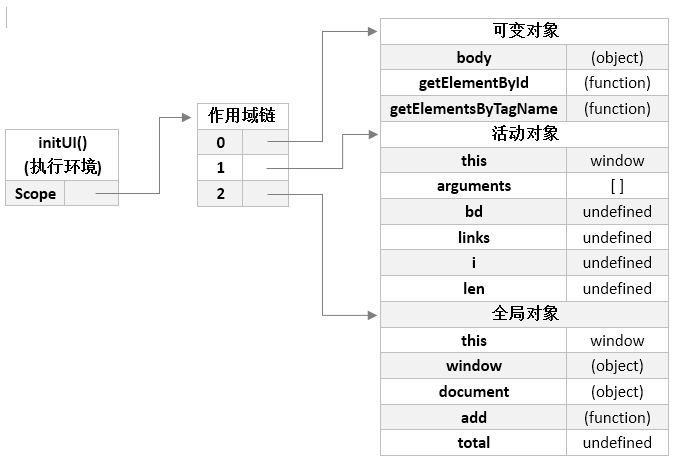 initUI()
(执行环境)
Scope
作用域链
0
1
2
可变对象
body (object)
getElementById (function)
getElementsByTagName (function)
活动对象
this window
arguments [ ]
bd undefined
links undefined
i undefined
len undefined
全局对象
this window
window (object)
document (object)
add (function)
total undefined